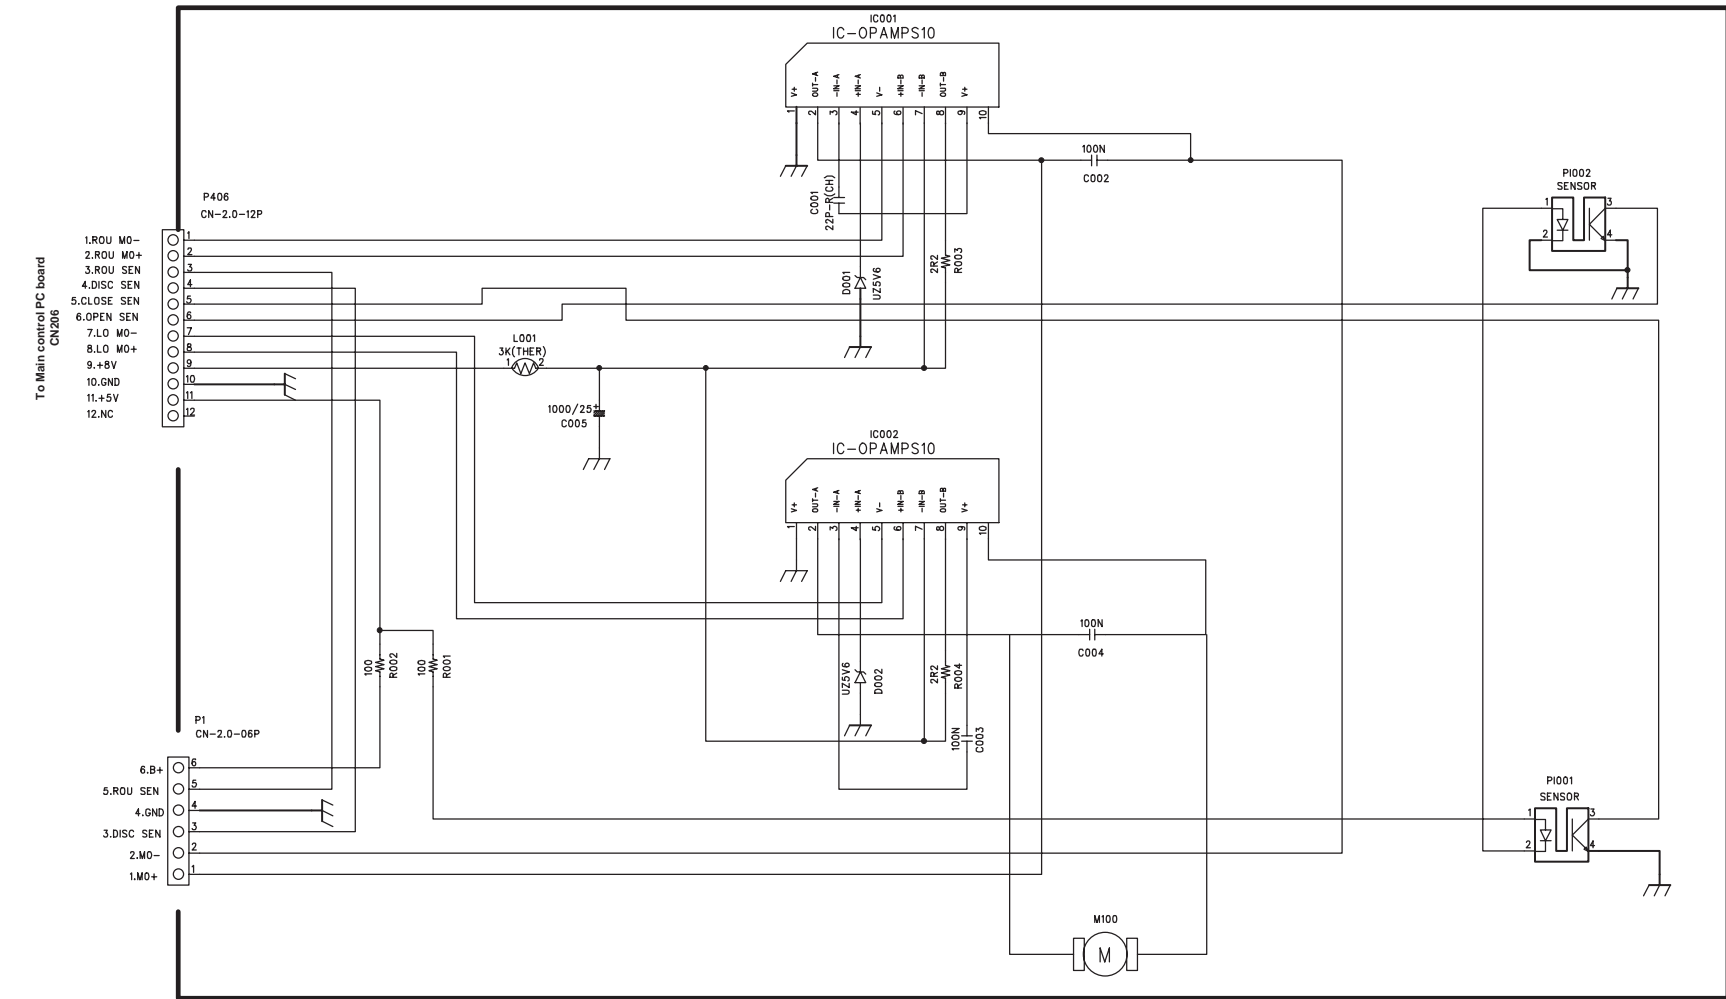 IC001
IC-OPAMPS10
V+
OUT-A
-IN-A
+IN-A
V-
+IN-B
-IN-B
OUT-B
V+
1
2
3
4
5
6
7
8
9
10
100N
C002
C001
22P-R(CH)
2R2
R003
D001
UZ5V6
PI002
SENSOR
1
2
3
4
To Main control PC board
CN206
P406
CN-2.0-12P
1.ROU MO-
2.ROU MO+
3.ROU SEN
4.DISC SEN
5.CLOSE SEN
6.OPEN SEN
7.LO MO-
8.LO MO+
9.+8V
10.GND
11.+5V
12.NC
1
2
3
4
5
6
7
8
9
10
11
12
L001
3K(THER)
1
2
1000/25
+
C005
IC002
IC-OPAMPS10
V+
OUT-A
-IN-A
+IN-A
V-
+IN-B
-IN-B
OUT-B
V+
1
2
3
4
5
6
7
8
9
10
100N
C004
UZ5V6
D002
2R2
R004
100N
C003
100
R002
100
R001
P1
CN-2.0-06P
6.B+
5.ROU SEN
4.GND
3.DISC SEN
2.MO-
1.MO+
6
5
4
3
2
1
PI001
SENSOR
1
2
3
4
M100
M